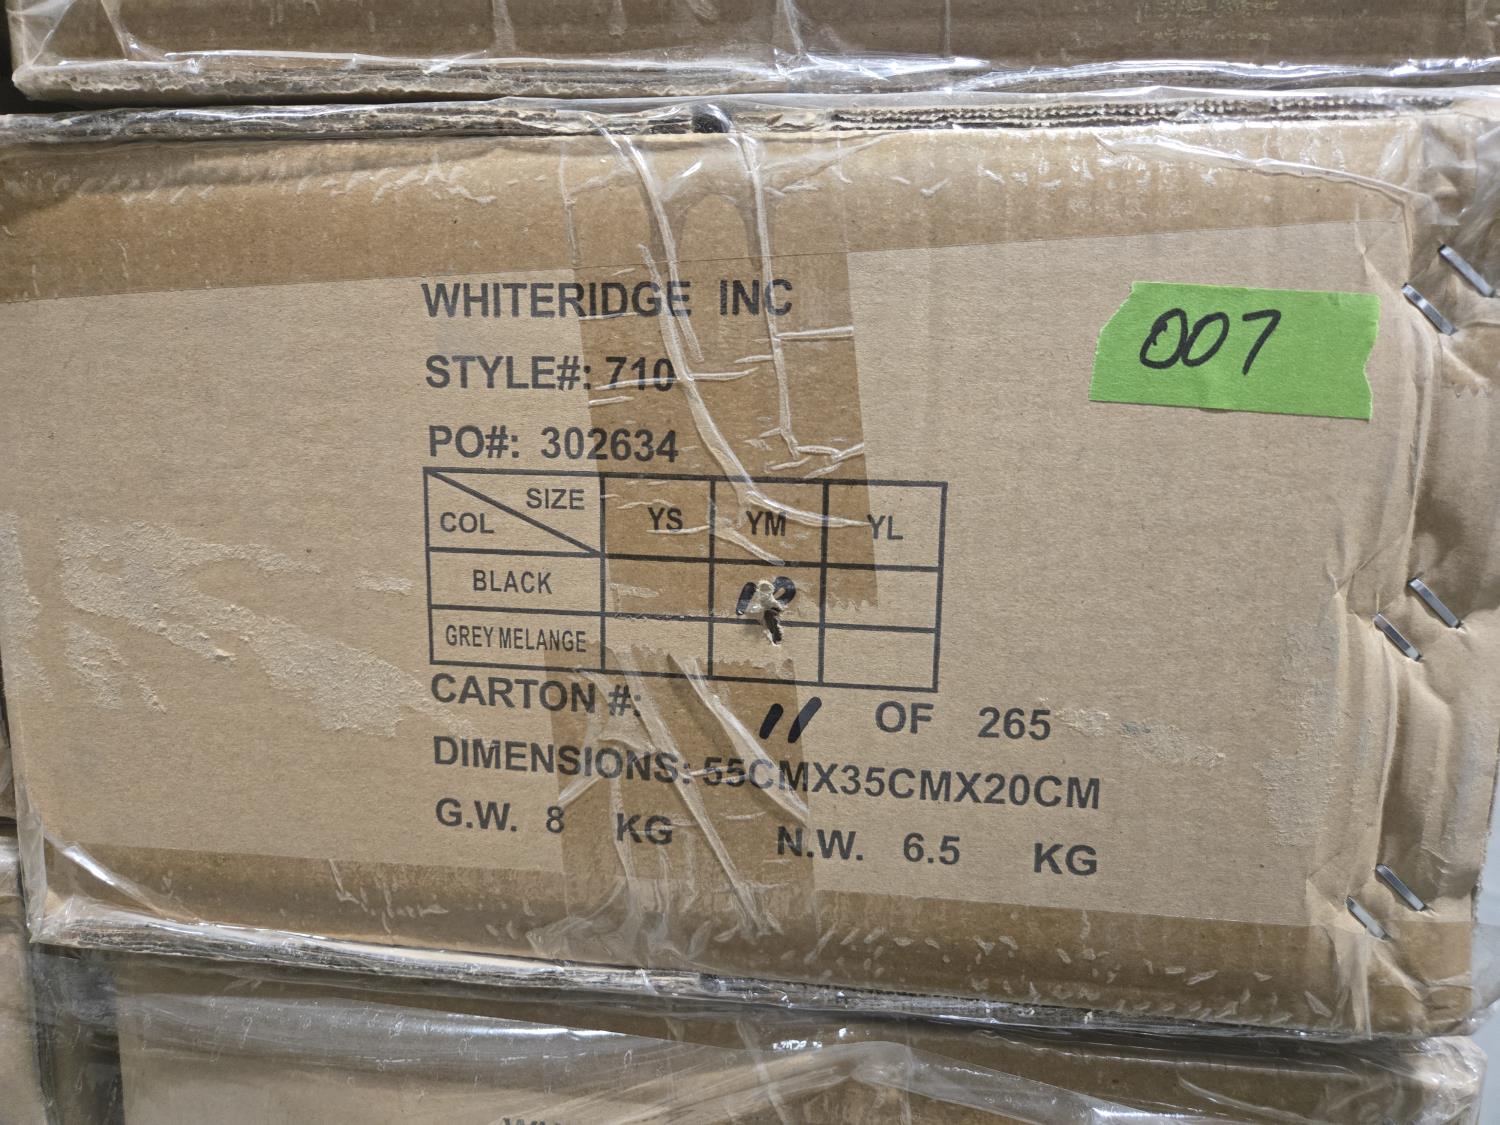 WHITERIDGE INC
007
STYLE#: 710
PO#: 302634
SIZE
COL
YS YM YL
BLACK
GREY MELANGE
CARTON #: 11 OF 265
DIMENSIONS: 55CMX35CMX20CM
G.W. 8 KG N.W. 6.5 KG